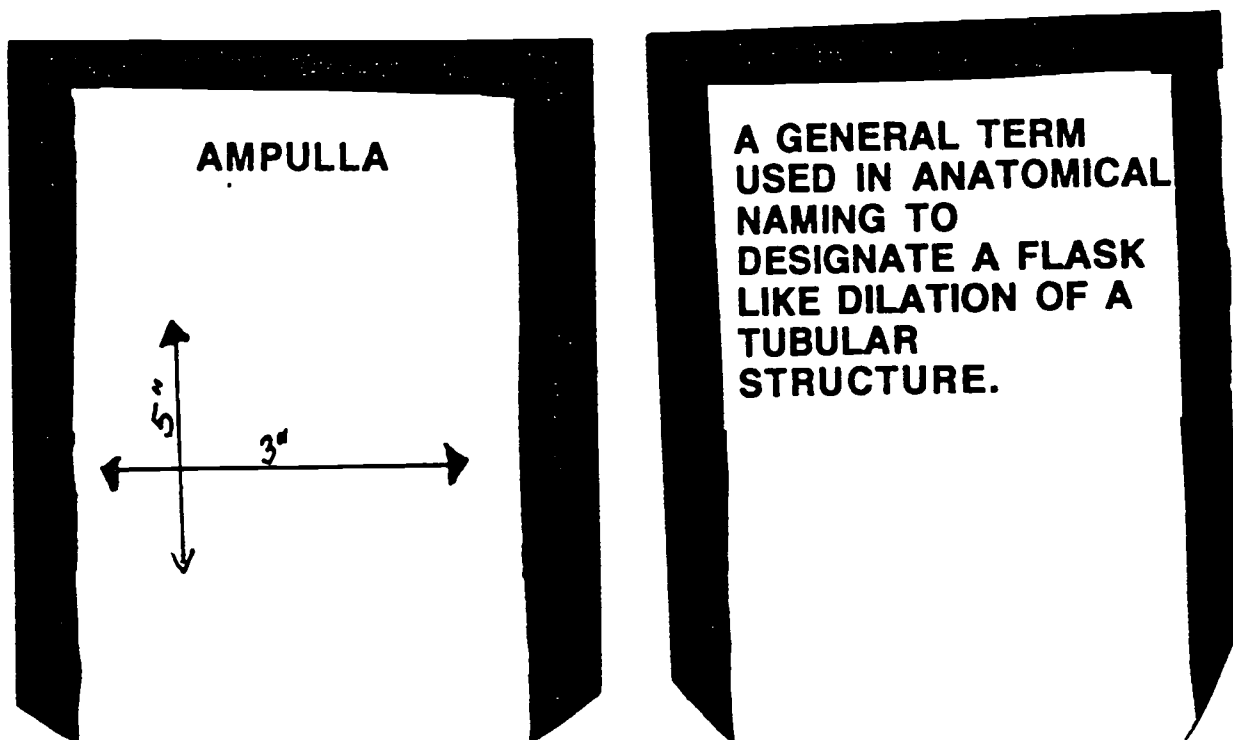 AMPULLA
5"
3"
A GENERAL TERM
USED IN ANATOMICAL
NAMING TO
DESIGNATE A FLASK
LIKE DILATION OF A
TUBULAR
STRUCTURE.